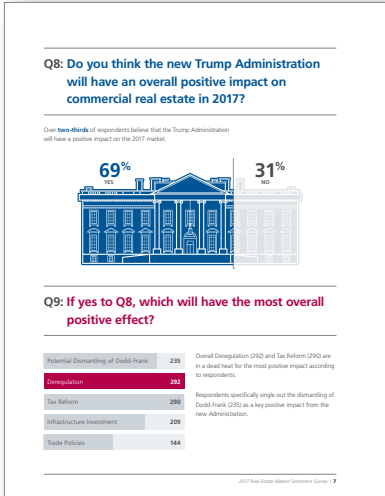 Q8: Do you think the new Trump Administration
will have an overall positive impact on
commercial real estate in 2017?
Over two-thirds of respondents believe that the Trump Administration
will have a positive impact on the 2017 market.
69%
YES
31%
NO
Q9: If yes to Q8, which will have the most overall
positive effect?
Potential Dismantling of Dodd-Frank 235
Deregulation 292
Tax Reform 290
Infrastructure Investment 209
Trade Policies 144
Overall Deregulation (292) and Tax Reform (290) are
in a dead heat for the most positive impact according
to respondents.
Respondents specifically single out the dismantling of
Dodd-Frank (235) as a key positive impact from the
new Administration.
2017 Real Estate Market Sentiment Survey | 7